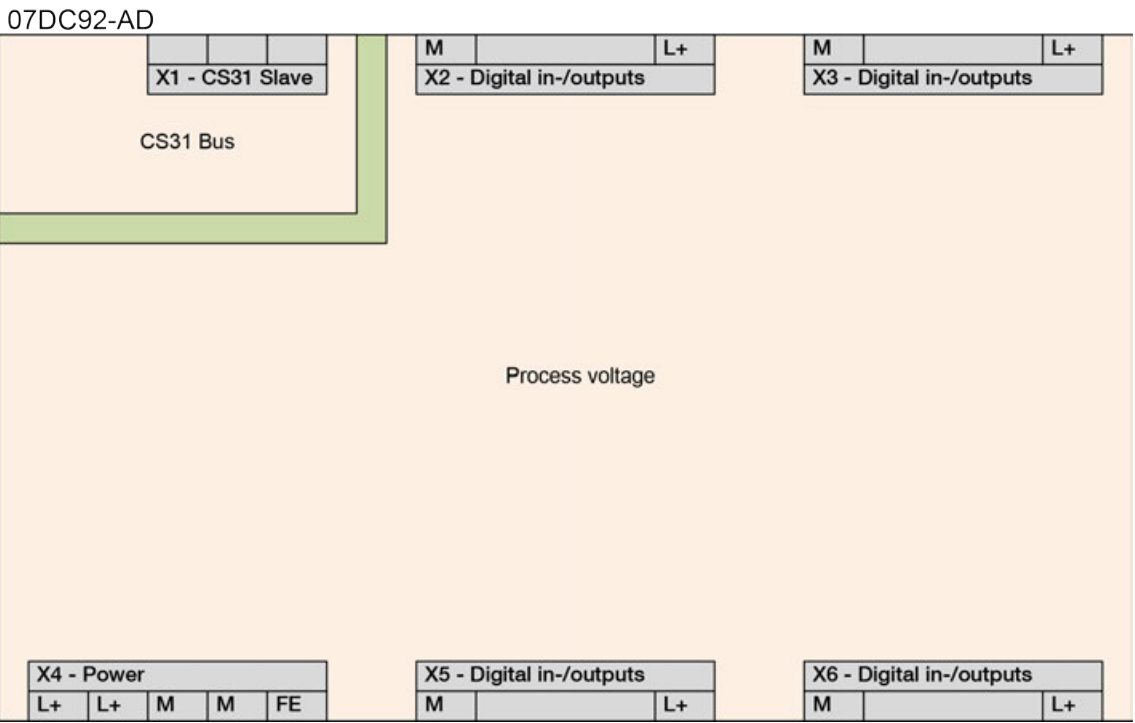 07DC92-AD
M L+ M L+
X1 - CS31 Slave X2 - Digital in-/outputs X3 - Digital in-/outputs
CS31 Bus
Process voltage
X4 - Power X5 - Digital in-/outputs X6 - Digital in-/outputs
L+ L+ M M FE M L+ M L+